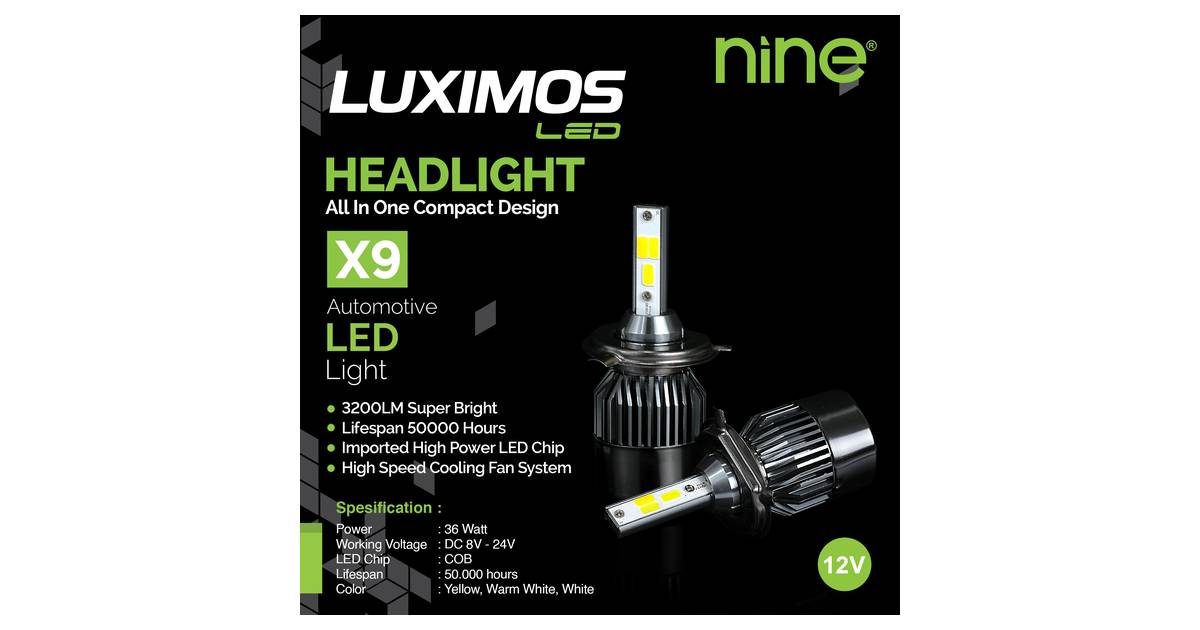 nine®
LUXIMOS
LED
HEADLIGHT
All In One Compact Design
X9
Automotive
LED
Light
3200LM Super Bright
Lifespan 50000 Hours
Imported High Power LED Chip
High Speed Cooling Fan System
Spesification :
Power : 36 Watt
Working Voltage : DC 8V - 24V
LED Chip : COB
Lifespan : 50.000 hours
Color : Yellow, Warm White, White
12V